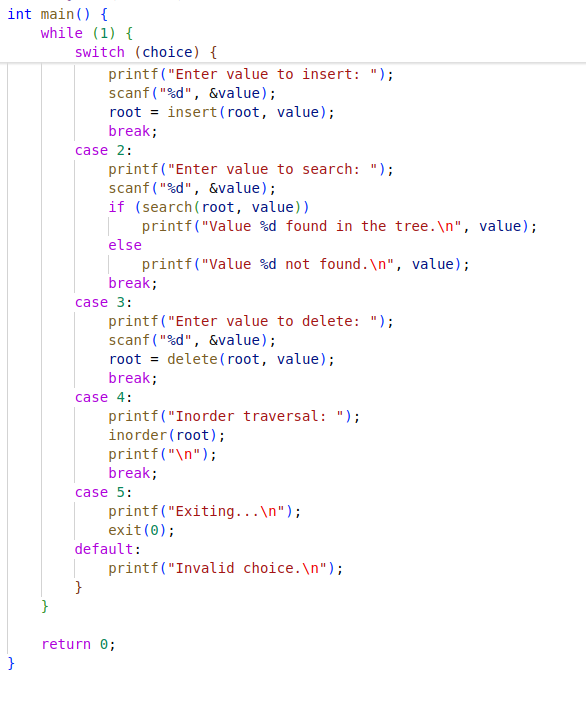 int main() {
    while (1) {
        switch (choice) {
            printf("Enter value to insert: ");
            scanf("%d", &value);
            root = insert(root, value);
            break;
        case 2:
            printf("Enter value to search: ");
            scanf("%d", &value);
            if (search(root, value))
                printf("Value %d found in the tree.\n", value);
            else
                printf("Value %d not found.\n", value);
            break;
        case 3:
            printf("Enter value to delete: ");
            scanf("%d", &value);
            root = delete(root, value);
            break;
        case 4:
            printf("Inorder traversal: ");
            inorder(root);
            printf("\n");
            break;
        case 5:
            printf("Exiting...\n");
            exit(0);
        default:
            printf("Invalid choice.\n");
        }
    }

    return 0;
}